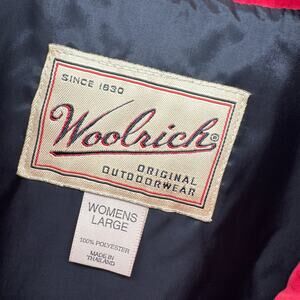 SINCE 1830
Woolrich®
ORIGINAL
OUTDOORWEAR
WOMENS
LARGE
100% POLYESTER
MADE IN
THAILAND